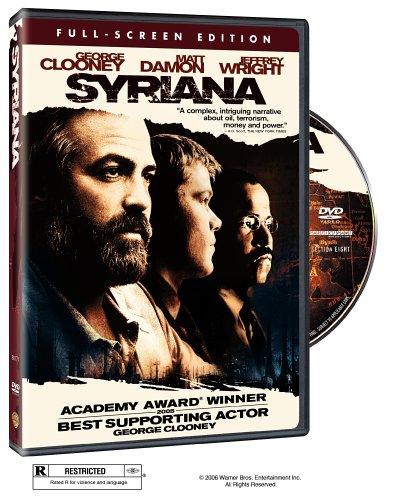 FULL-SCREEN EDITION
GEORGE CLOONEY
MATT DAMON
JEFFREY WRIGHT
SYRIANA
"A complex, intriguing narrative
about oil, terrorism,
money and power."
—A.O. Scott, THE NEW YORK TIMES
ACADEMY AWARD WINNER
2005
BEST SUPPORTING ACTOR
GEORGE CLOONEY
SYRIANA
DVD
DVD
SECTION EIGHT
R
RESTRICTED
Rated R for violence and language.
© 2006 Warner Bros. Entertainment Inc.
All Rights Reserved.